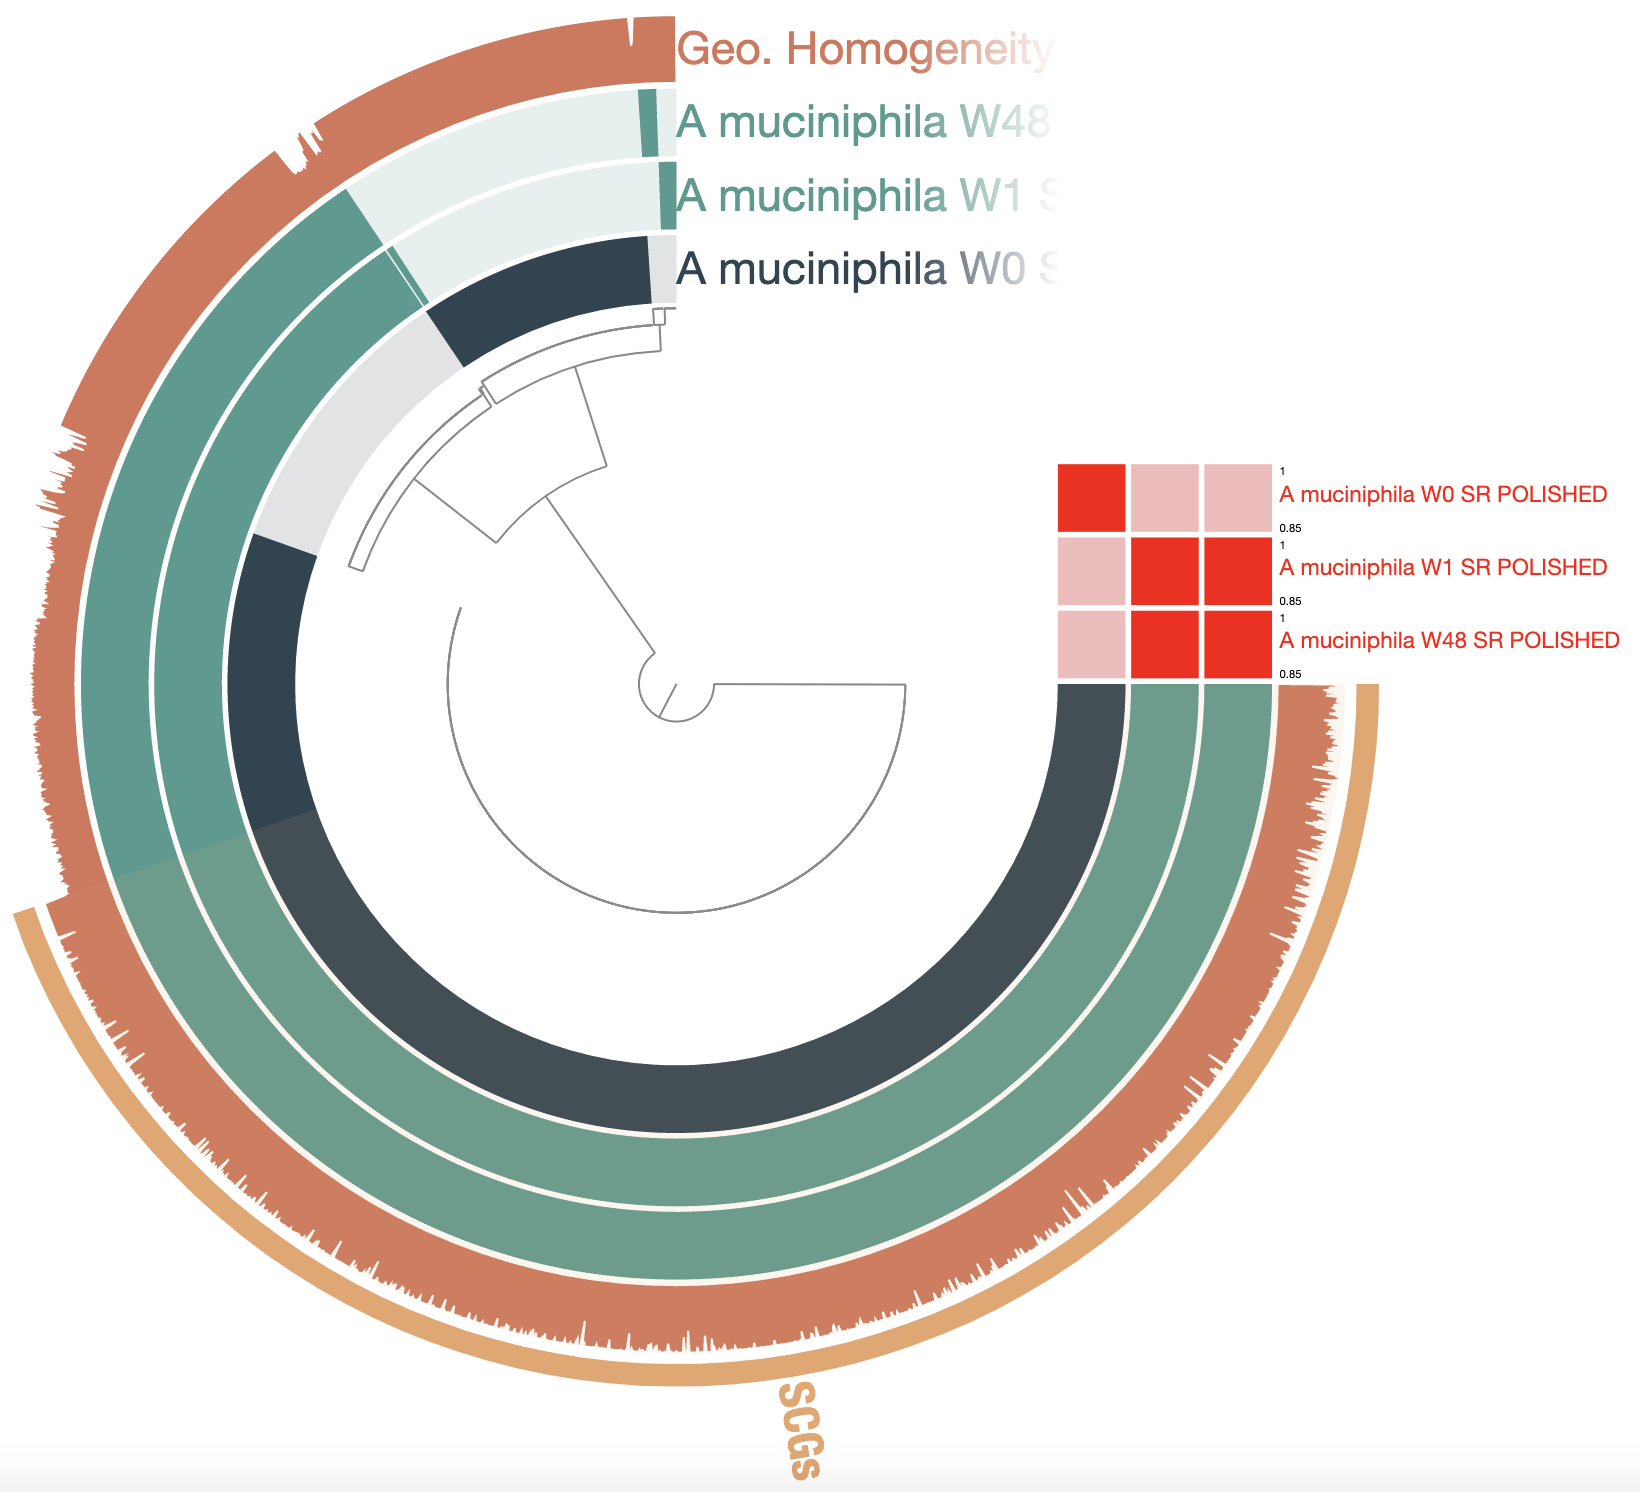 Geo. Homogeneity
A muciniphila W48
A muciniphila W1 S
A muciniphila W0 S
1
A muciniphila W0 SR POLISHED
0.85
1
A muciniphila W1 SR POLISHED
0.85
1
A muciniphila W48 SR POLISHED
0.85
SCGs